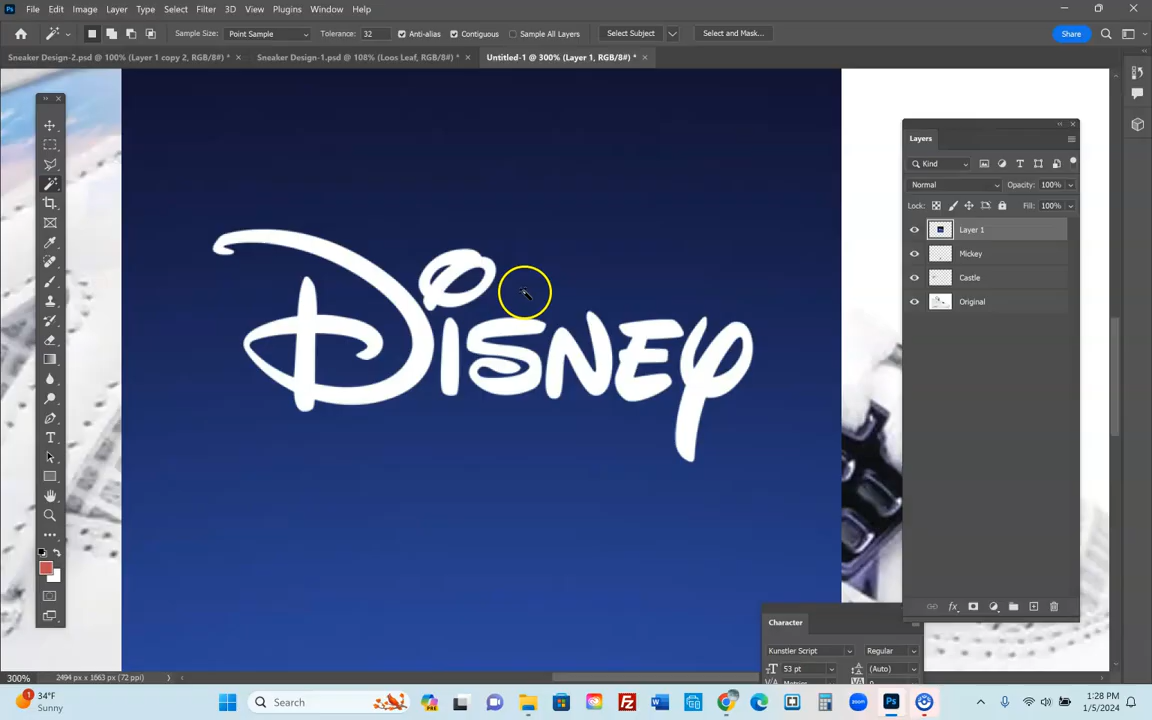 Ps File Edit Image Layer Type Select Filter 3D View Plugins Window Help
Sample Size: Point Sample Tolerance: 32 Anti-alias Contiguous Sample All Layers Select Subject Select and Mask... Share
Sneaker Design-2.psd @ 100% (Layer 1 copy 2, RGB/8#) * × Sneaker Design-1.psd @ 108% (Loos Leaf, RGB/8#) * × Untitled-1 @ 300% (Layer 1, RGB/8#) * ×
Layers
Kind
Normal Opacity: 100%
Lock: Fill: 100%
Layer 1
Mickey
Castle
Original
Disney
Character
Kunstler Script Regular
53 pt (Auto)
300% 2494 px x 1663 px (72 ppi)
34°F
Sunny
Search
1:28 PM
1/5/2024